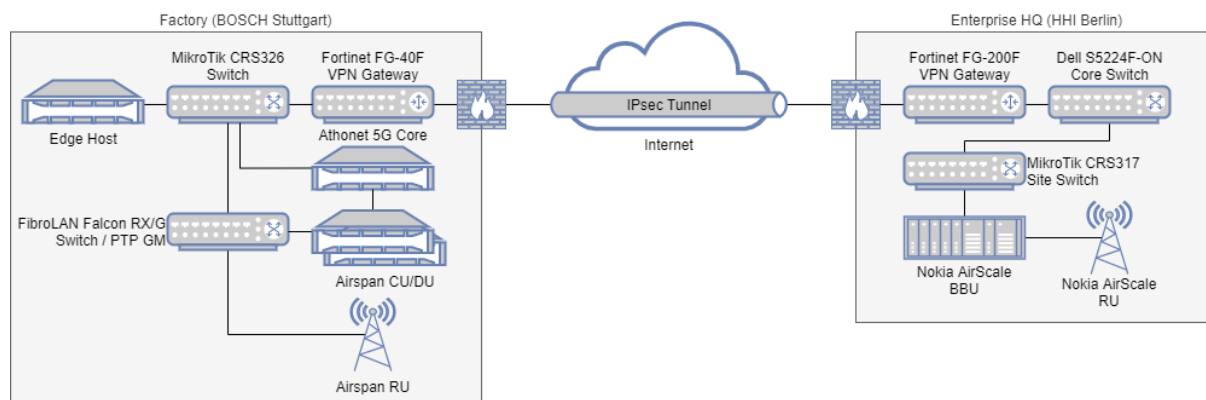 Factory (BOSCH Stuttgart)
Enterprise HQ (HHI Berlin)
MikroTik CRS326
Switch
Fortinet FG-40F
VPN Gateway
Fortinet FG-200F
VPN Gateway
Dell S5224F-ON
Core Switch
IPsec Tunnel
Edge Host
Athonet 5G Core
Internet
MikroTik CRS317
Site Switch
FibroLAN Falcon RX/G
Switch / PTP GM
Airspan CU/DU
Nokia AirScale
BBU
Nokia AirScale
RU
Airspan RU